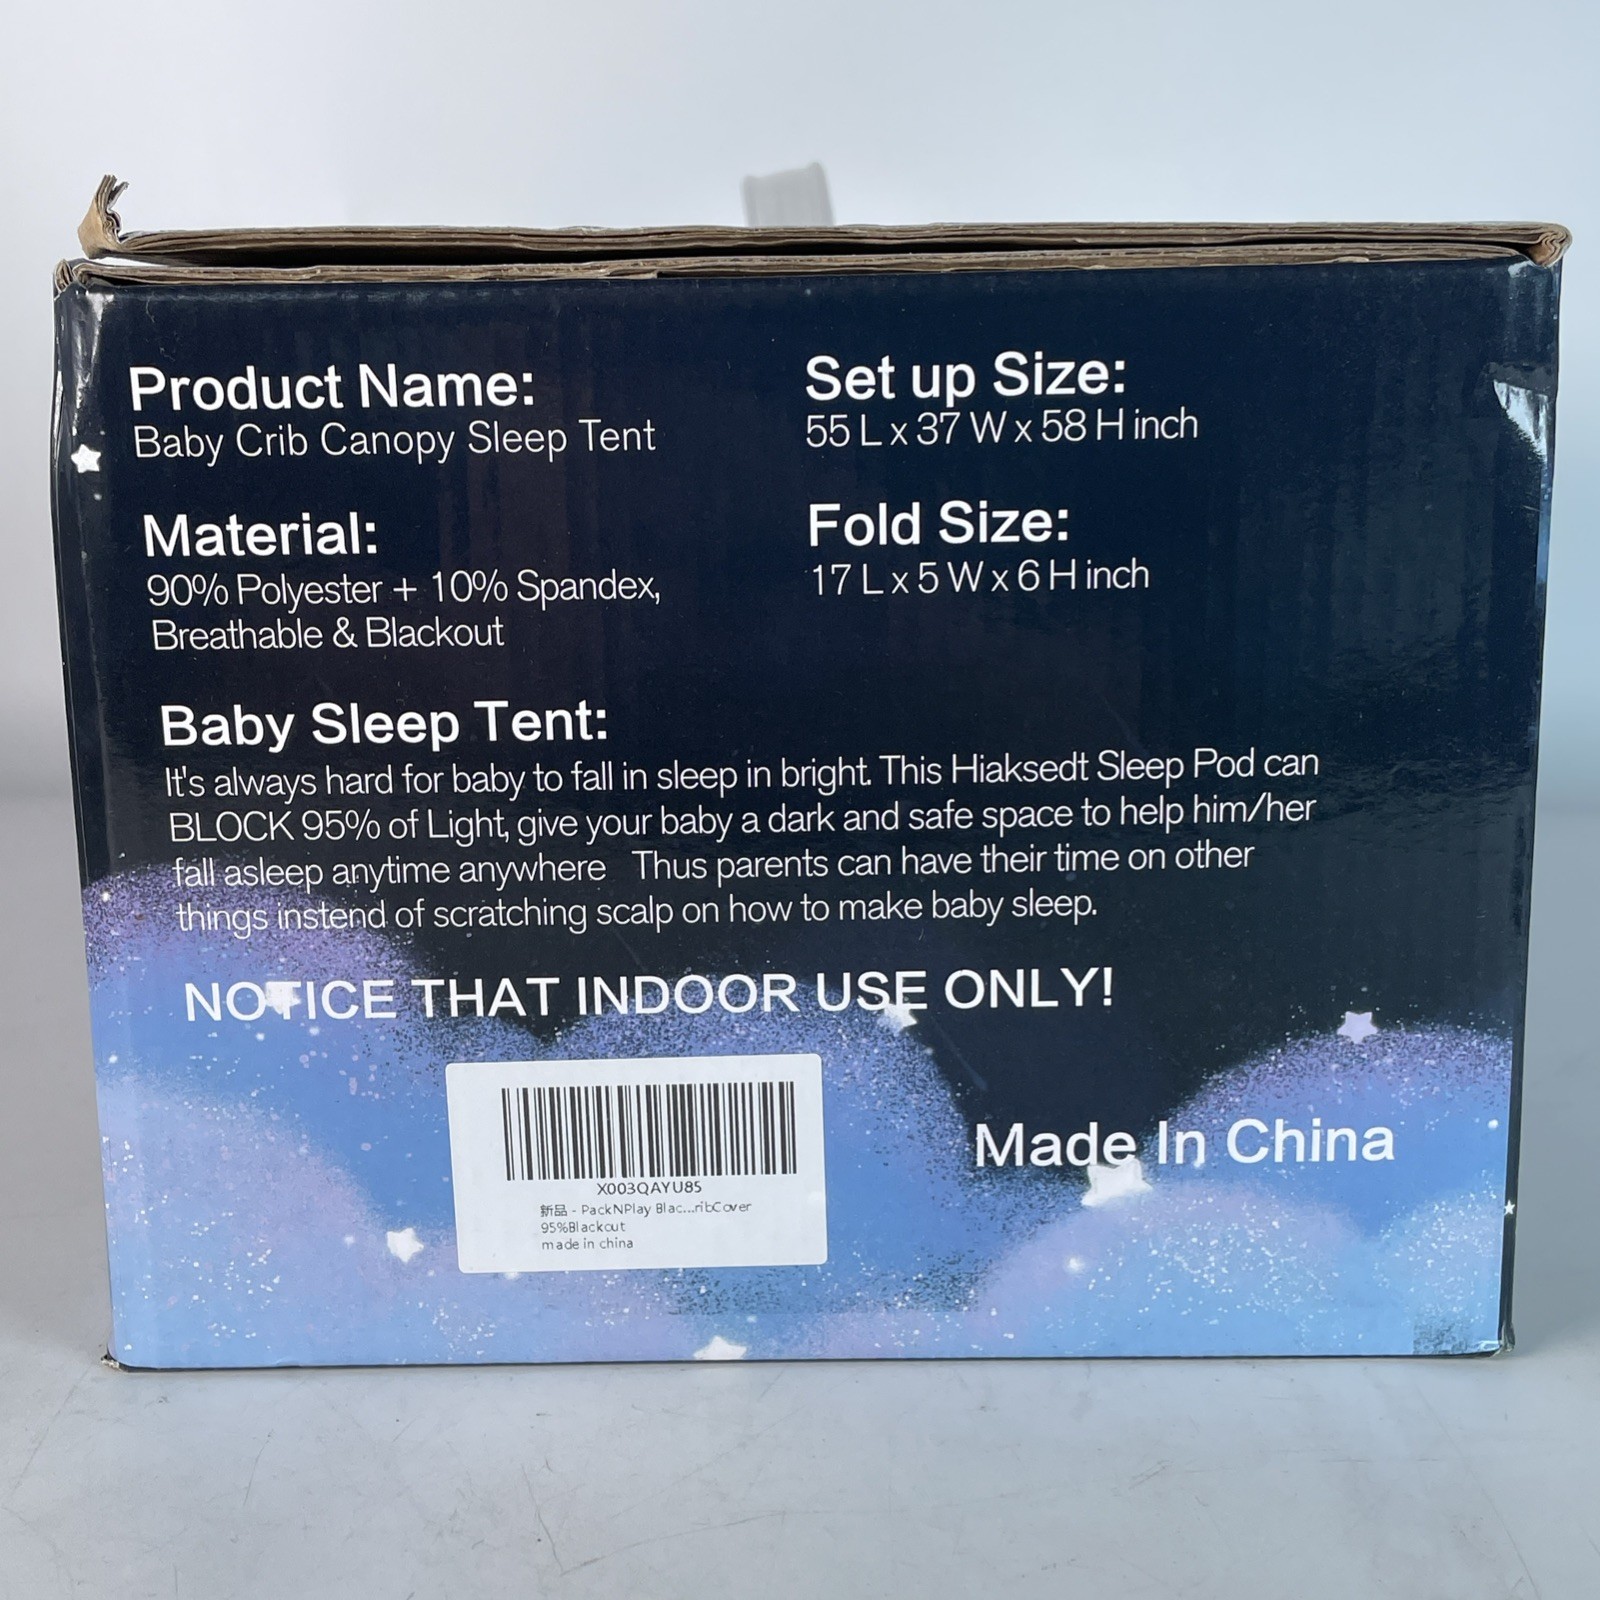 Product Name:
Baby Crib Canopy Sleep Tent
Set up Size:
55 L x 37 W x 58 H inch
Material:
90% Polyester + 10% Spandex,
Breathable & Blackout
Fold Size:
17 L x 5 W x 6 H inch
Baby Sleep Tent:
It's always hard for baby to fall in sleep in bright. This Hiaksedt Sleep Pod can
BLOCK 95% of Light, give your baby a dark and safe space to help him/her
fall asleep anytime anywhere Thus parents can have their time on other
things instend of scratching scalp on how to make baby sleep.
NOTICE THAT INDOOR USE ONLY!
X003QAYU85
新品 - PackNPlay Blac...ribCover
95%Blackout
made in china
Made In China